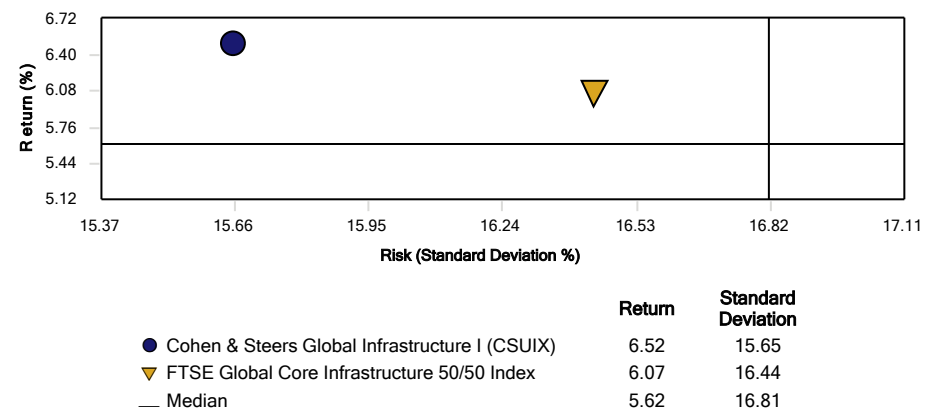 6.72
6.40
6.08
5.76
5.44
5.12
Return (%)
15.37 15.66 15.95 16.24 16.53 16.82 17.11
Risk (Standard Deviation %)
Return Standard Deviation
Cohen & Steers Global Infrastructure I (CSUIX) 6.52 15.65
FTSE Global Core Infrastructure 50/50 Index 6.07 16.44
Median 5.62 16.81